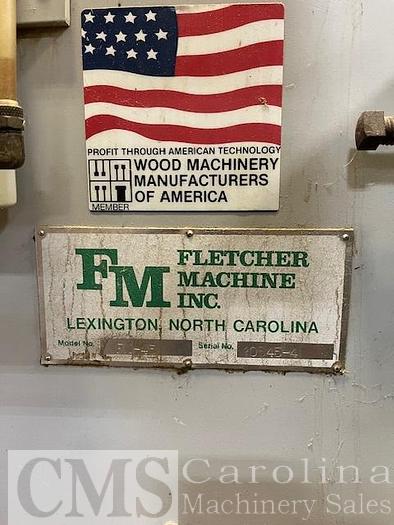 PROFIT THROUGH AMERICAN TECHNOLOGY
WOOD MACHINERY
MANUFACTURERS
OF AMERICA
MEMBER
FM
FLETCHER
MACHINE
INC.
LEXINGTON, NORTH CAROLINA
Model No.
Serial No.
CMS Carolina
Machinery Sales